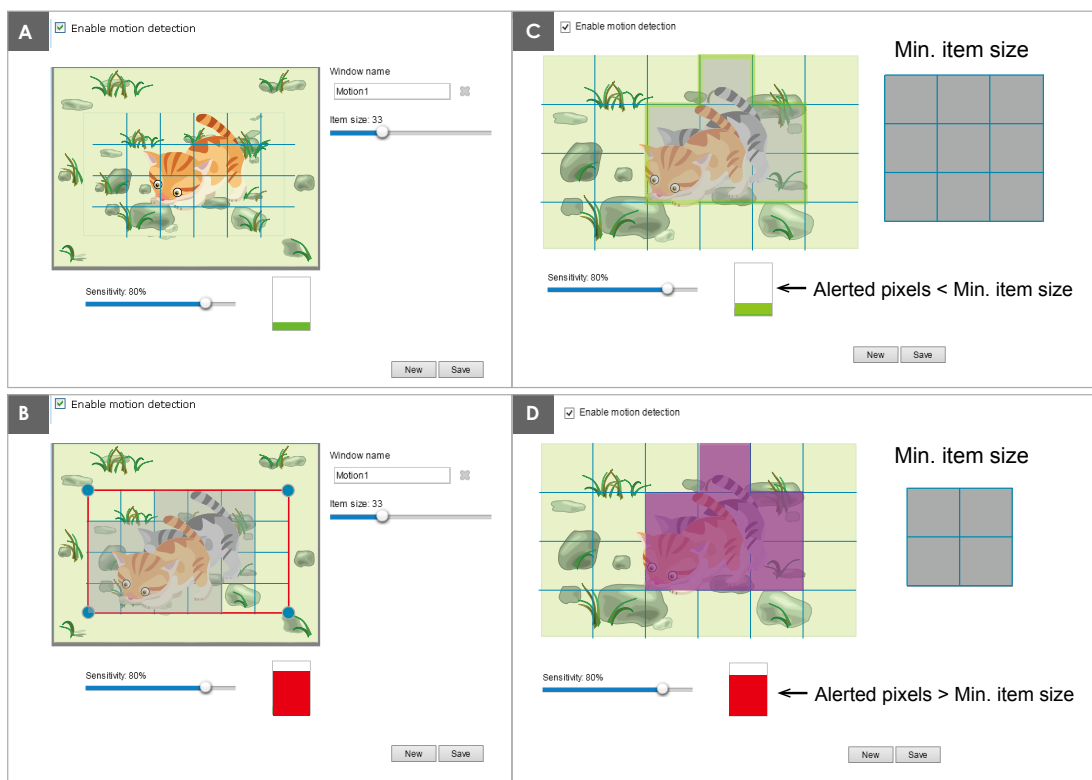 A
Enable motion detection
Window name
Motion1
Item size: 33
Sensitivity: 80%
New Save
B
Enable motion detection
Window name
Motion1
Item size: 33
Sensitivity: 80%
New Save
C
Enable motion detection
Min. item size
Sensitivity: 80%
Alerted pixels < Min. item size
New Save
D
Enable motion detection
Min. item size
Sensitivity: 80%
Alerted pixels > Min. item size
New Save